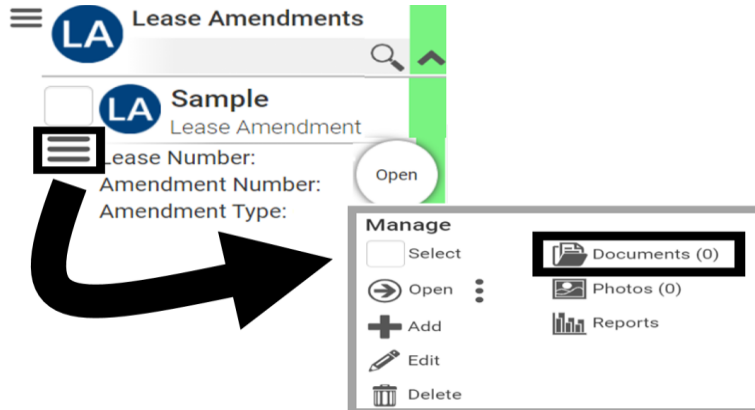 LA Lease Amendments
LA Sample
Lease Amendment
Lease Number:
Amendment Number:
Amendment Type:
Open
Manage
Select
Documents (0)
Open
Photos (0)
Add
Reports
Edit
Delete